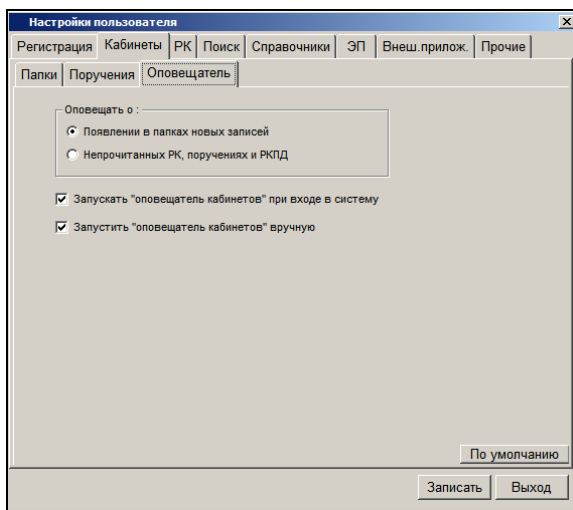 Настройки пользователя
Регистрация Кабинеты РК Поиск Справочники ЭП Внеш.прилож. Прочие
Папки Поручения Оповещатель
Оповещать о :
Появлении в папках новых записей
Непрочитанных РК, поручениях и РКПД
Запускать "оповещатель кабинетов" при входе в систему
Запустить "оповещатель кабинетов" вручную
По умолчанию
Записать Выход